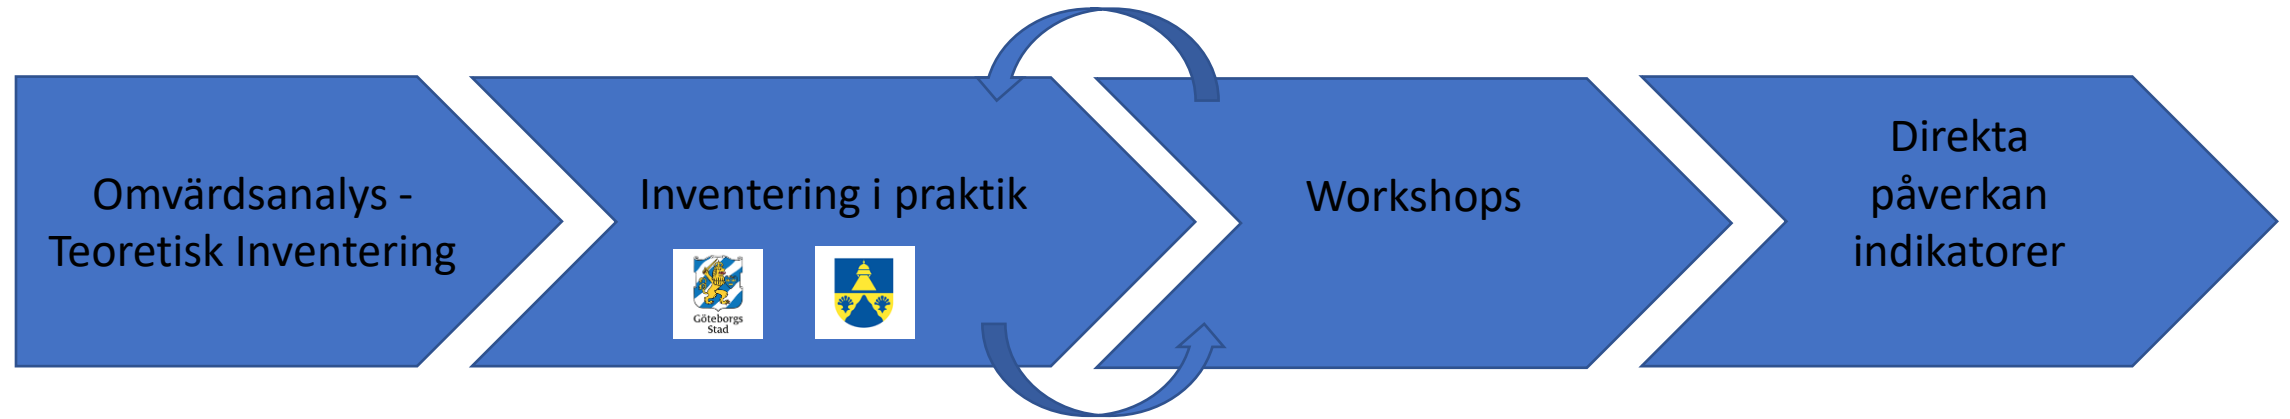 Omvärdsanalys -
Teoretisk Inventering
Inventering i praktik
Göteborgs
Stad
Workshops
Direkta
påverkan
indikatorer